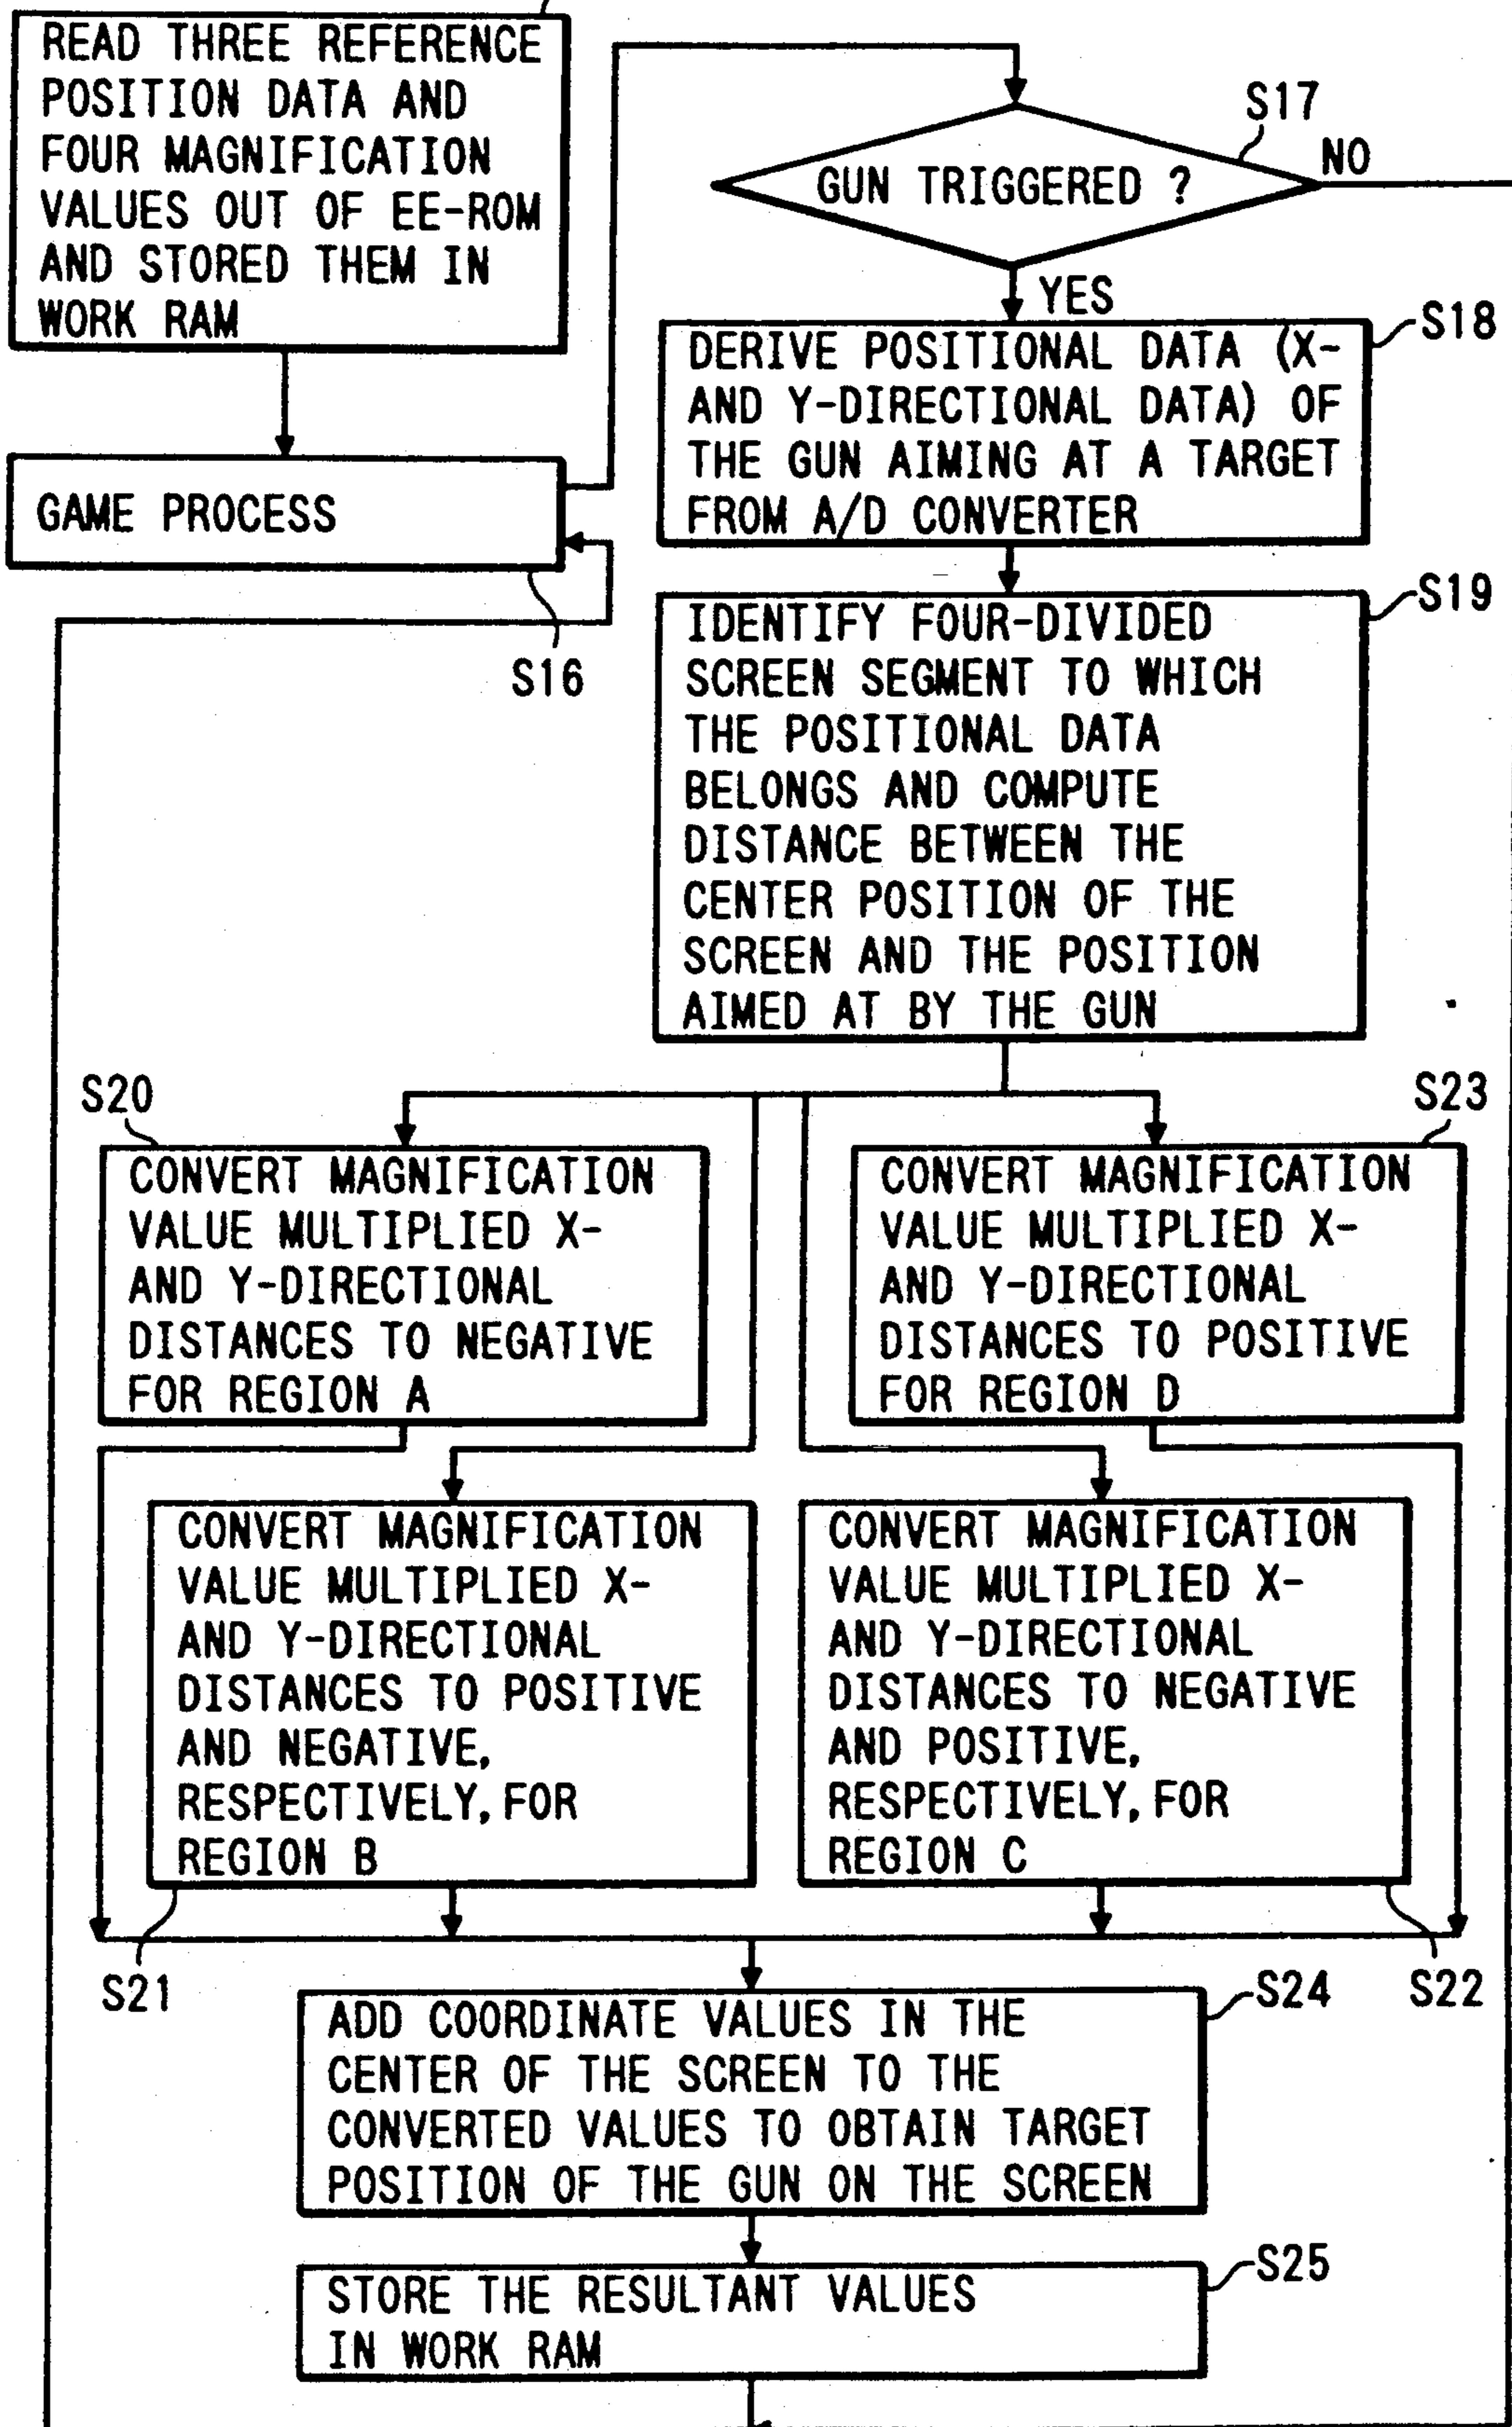 READ THREE REFERENCE
POSITION DATA AND
FOUR MAGNIFICATION
VALUES OUT OF EE-ROM
AND STORED THEM IN
WORK RAM
GAME PROCESS
S16
S17
GUN TRIGGERED ?
NO
YES
S18
DERIVE POSITIONAL DATA (X-
AND Y-DIRECTIONAL DATA) OF
THE GUN AIMING AT A TARGET
FROM A/D CONVERTER
S19
IDENTIFY FOUR-DIVIDED
SCREEN SEGMENT TO WHICH
THE POSITIONAL DATA
BELONGS AND COMPUTE
DISTANCE BETWEEN THE
CENTER POSITION OF THE
SCREEN AND THE POSITION
AIMED AT BY THE GUN
S20
CONVERT MAGNIFICATION
VALUE MULTIPLIED X-
AND Y-DIRECTIONAL
DISTANCES TO NEGATIVE
FOR REGION A
S23
CONVERT MAGNIFICATION
VALUE MULTIPLIED X-
AND Y-DIRECTIONAL
DISTANCES TO POSITIVE
FOR REGION D
CONVERT MAGNIFICATION
VALUE MULTIPLIED X-
AND Y-DIRECTIONAL
DISTANCES TO POSITIVE
AND NEGATIVE,
RESPECTIVELY, FOR
REGION B
S21
CONVERT MAGNIFICATION
VALUE MULTIPLIED X-
AND Y-DIRECTIONAL
DISTANCES TO NEGATIVE
AND POSITIVE,
RESPECTIVELY, FOR
REGION C
S22
S24
ADD COORDINATE VALUES IN THE
CENTER OF THE SCREEN TO THE
CONVERTED VALUES TO OBTAIN TARGET
POSITION OF THE GUN ON THE SCREEN
S25
STORE THE RESULTANT VALUES
IN WORK RAM